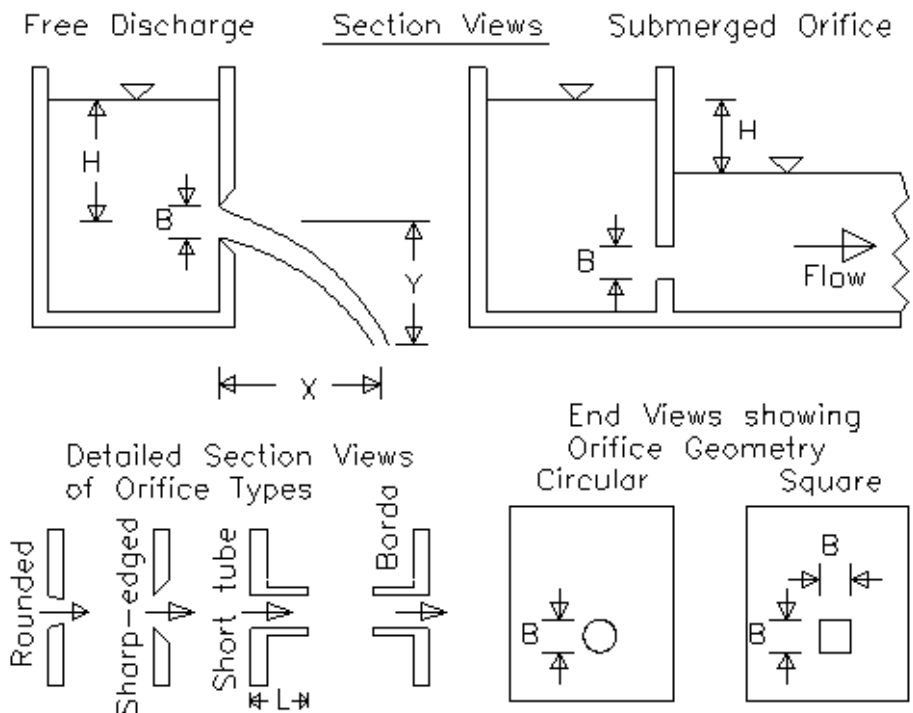 Free Discharge
Section Views
Submerged Orifice
H
B
Y
X
H
B
Flow
Detailed Section Views
of Orifice Types
Rounded
Sharp-edged
Short tube
Borda
L
End Views showing
Orifice Geometry
Circular
Square
B
B
B